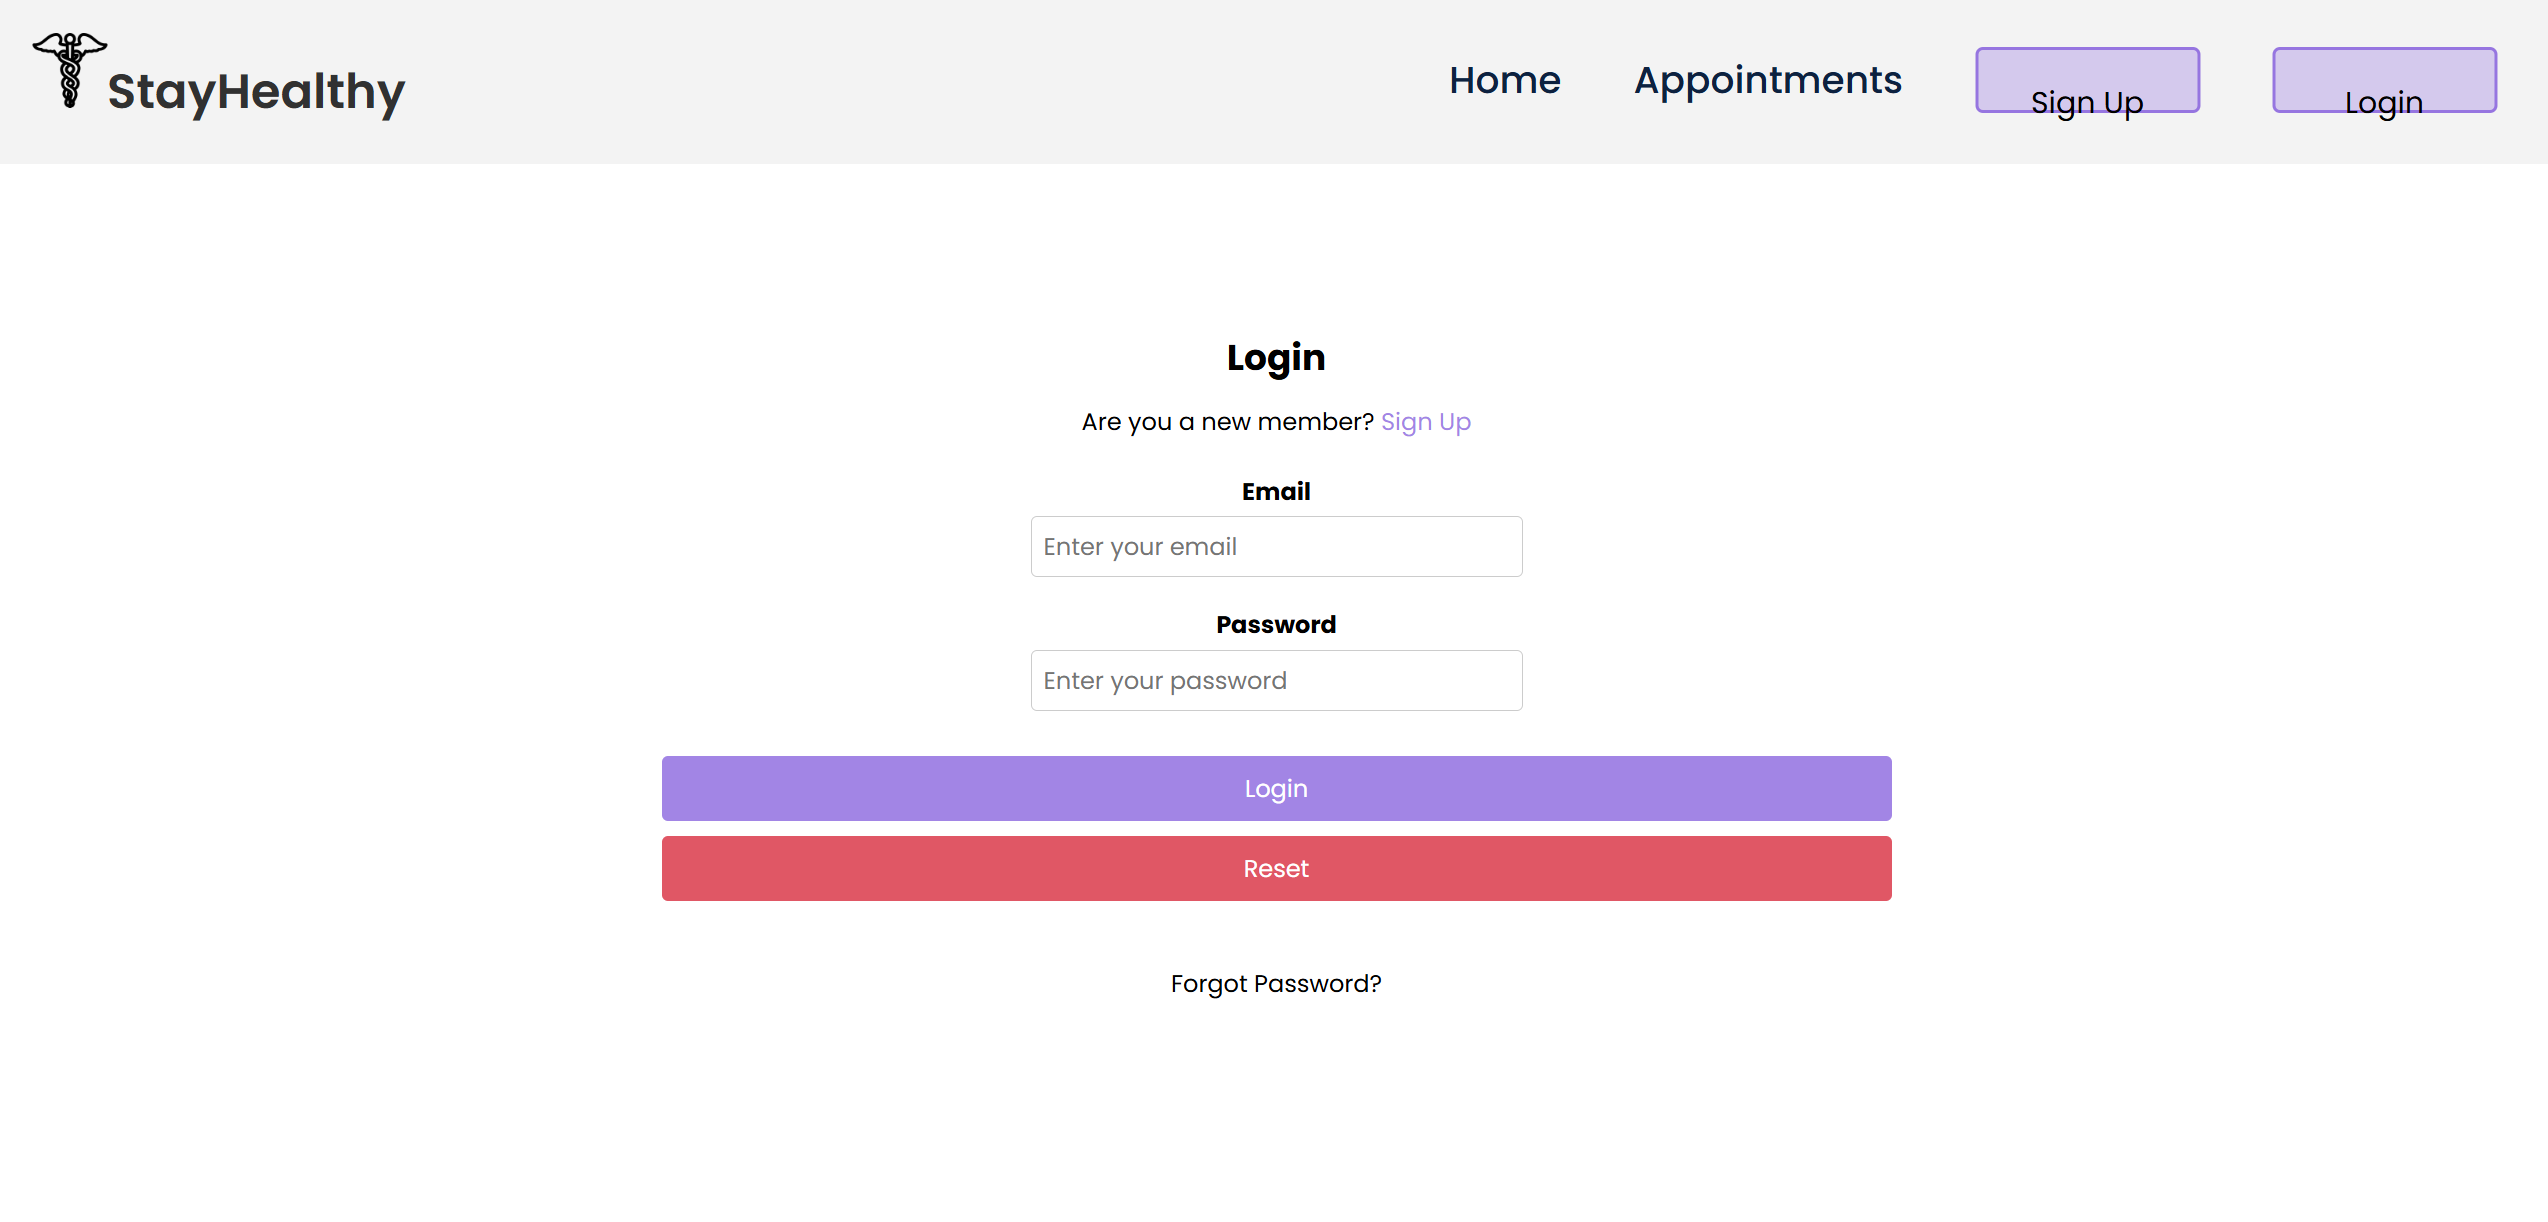 StayHealthy
Home
Appointments
Sign Up
Login
Login
Are you a new member? Sign Up
Email
Enter your email
Password
Enter your password
Login
Reset
Forgot Password?